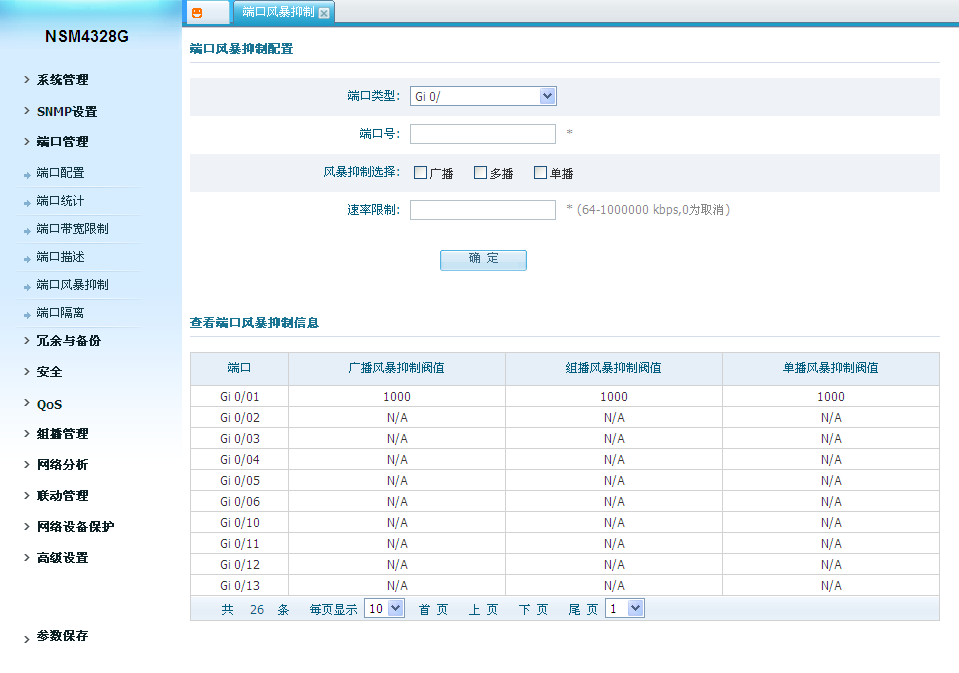 NSM4328G
系统管理
SNMP设置
端口管理
端口配置
端口统计
端口带宽限制
端口描述
端口风暴抑制
端口隔离
冗余与备份
安全
QoS
组播管理
网络分析
联动管理
网络设备保护
高级设置
参数保存
端口风暴抑制
端口风暴抑制配置
端口类型: Gi 0/
端口号: *
风暴抑制选择: 广播 多播 单播
速率限制: * (64-1000000 kbps,0为取消)
确 定
查看端口风暴抑制信息
端口 广播风暴抑制阀值 组播风暴抑制阀值 单播风暴抑制阀值
Gi 0/01 1000 1000 1000
Gi 0/02 N/A N/A N/A
Gi 0/03 N/A N/A N/A
Gi 0/04 N/A N/A N/A
Gi 0/05 N/A N/A N/A
Gi 0/06 N/A N/A N/A
Gi 0/10 N/A N/A N/A
Gi 0/11 N/A N/A N/A
Gi 0/12 N/A N/A N/A
Gi 0/13 N/A N/A N/A
共 26 条 每页显示 10 首 页 上 页 下 页 尾 页 1